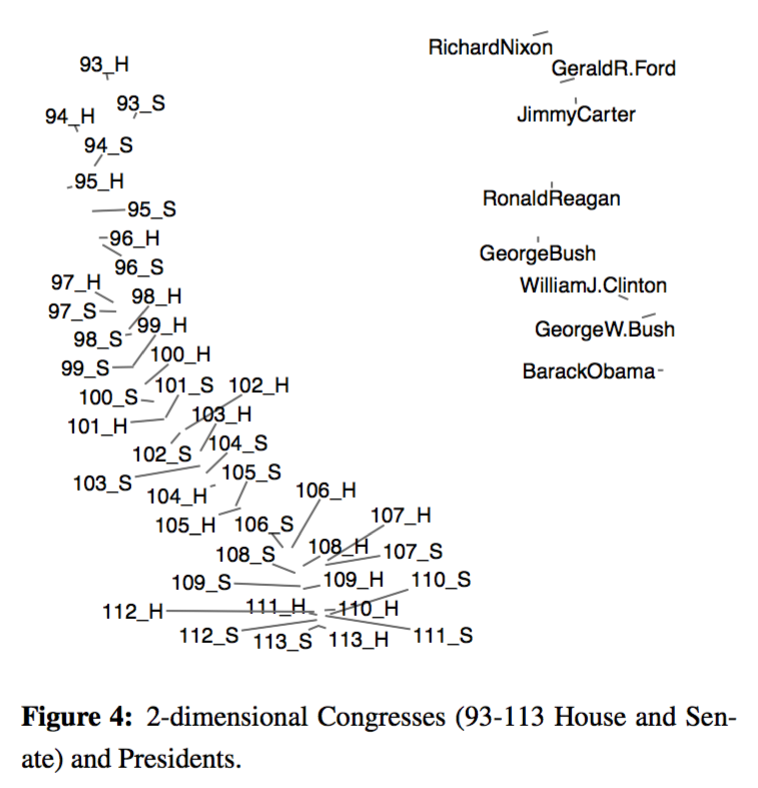 RichardNixon
93_H
GeraldR.Ford
93_S
94_H
JimmyCarter
94_S
95_H
RonaldReagan
95_S
96_H
GeorgeBush
96_S
97_H
WilliamJ.Clinton
98_H
97_S
99_H
GeorgeW.Bush
98_S
100_H
99_S
BarackObama
101_S
102_H
100_S
103_H
101_H
104_S
102_S
105_S
103_S
106_H
104_H
107_H
105_H
106_S
108_H
107_S
108_S
109_H
110_S
109_S
111_H
110_H
112_H
112_S
113_S
113_H
111_S
Figure 4: 2-dimensional Congresses (93-113 House and Sen-
ate) and Presidents.